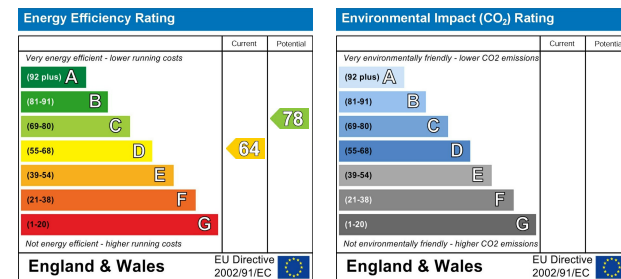 Energy Efficiency Rating
Current Potential
Very energy efficient - lower running costs
(92 plus) A
(81-91) B
(69-80) C
(55-68) D
(39-54) E
(21-38) F
(1-20) G
64
78
Not energy efficient - higher running costs
England & Wales
EU Directive
2002/91/EC
Environmental Impact (CO₂) Rating
Current Potential
Very environmentally friendly - lower CO2 emissions
(92 plus) A
(81-91) B
(69-80) C
(55-68) D
(39-54) E
(21-38) F
(1-20) G
Not environmentally friendly - higher CO2 emissions
England & Wales
EU Directive
2002/91/EC